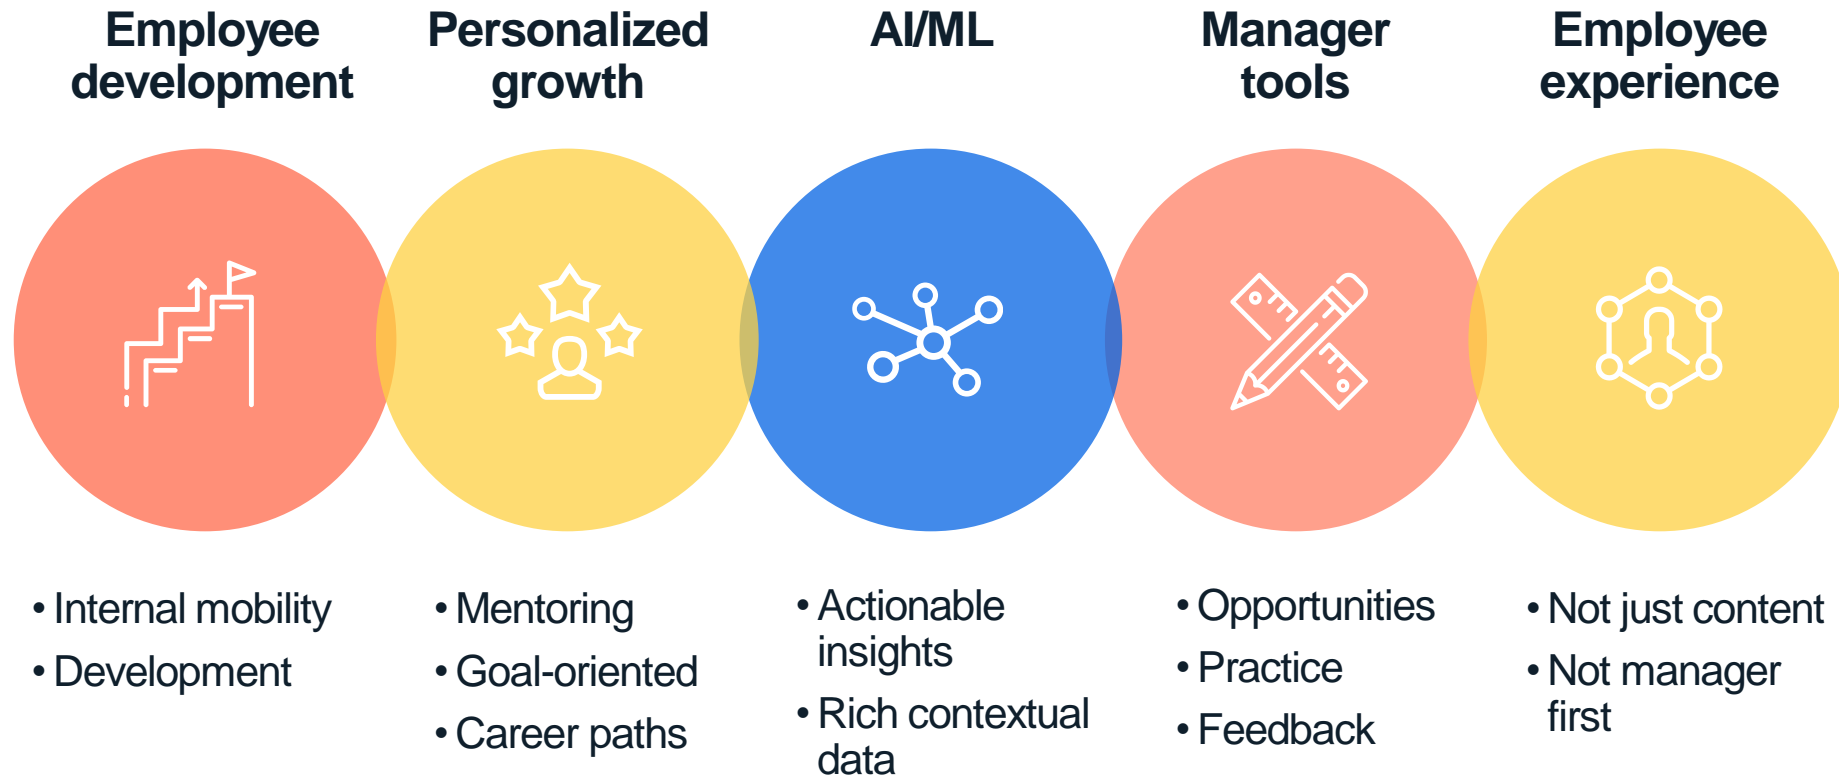 Employee
development
Personalized
growth
AI/ML
Manager
tools
Employee
experience
• Internal mobility
• Development
• Mentoring
• Goal-oriented
• Career paths
• Actionable
insights
• Rich contextual
data
• Opportunities
• Practice
• Feedback
• Not just content
• Not manager
first